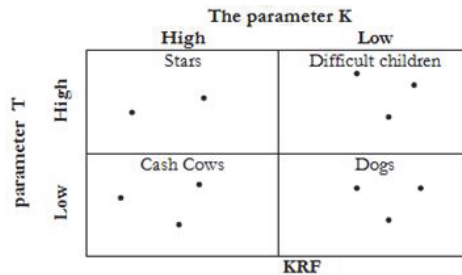 The parameter K
High Low
Stars Difficult children
parameter T
High
Cash Cows Dogs
Low
KRF